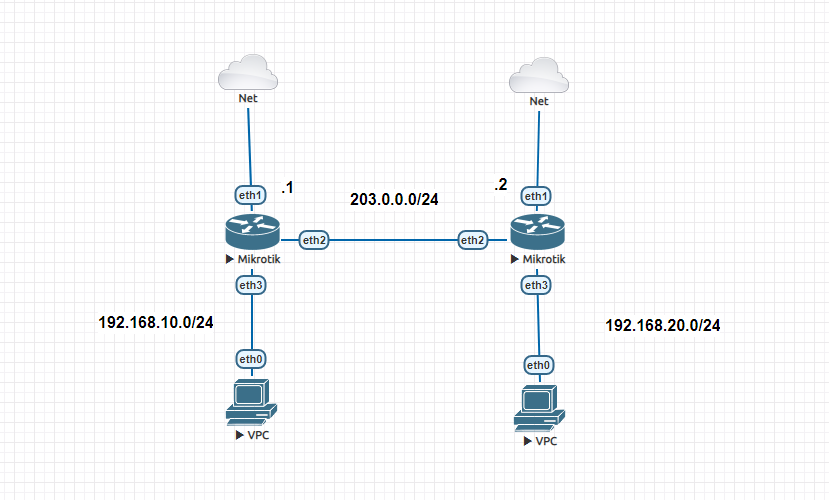 Net
Net
eth1
.1
203.0.0.0/24
.2
eth1
eth2
eth2
Mikrotik
Mikrotik
eth3
eth3
192.168.10.0/24
192.168.20.0/24
eth0
eth0
VPC
VPC